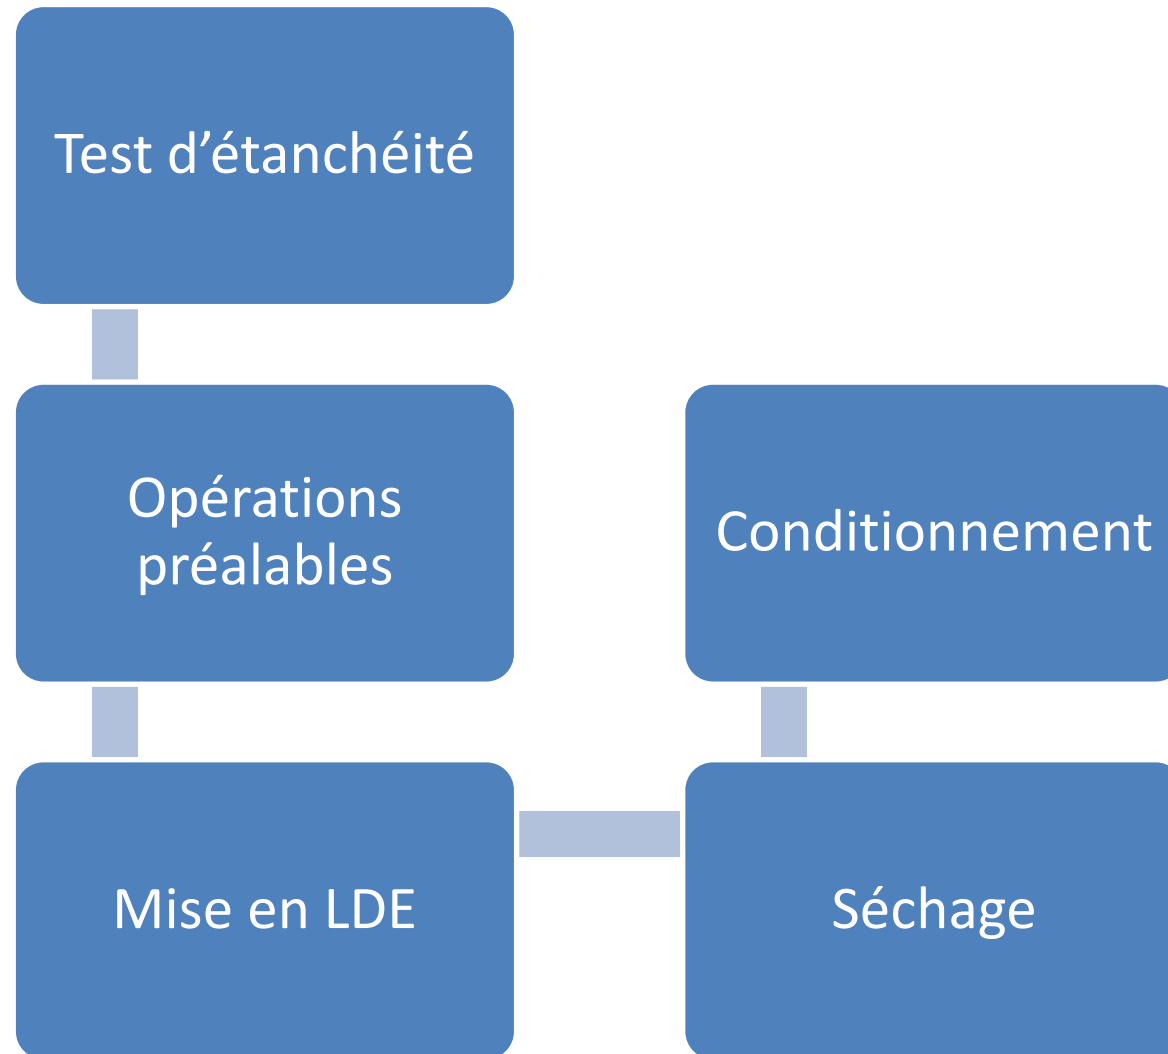 Test d’étanchéité
Opérations
préalables
Mise en LDE
Séchage
Conditionnement